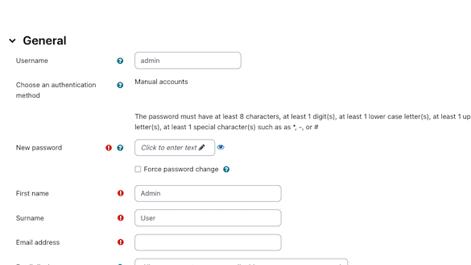 General
Username
admin
Choose an authentication
method
Manual accounts
The password must have at least 8 characters, at least 1 digit(s), at least 1 lower case letter(s), at least 1 up
letter(s), at least 1 special character(s) such as as *, -, or #
New password
Click to enter text
Force password change
First name
Admin
Surname
User
Email address